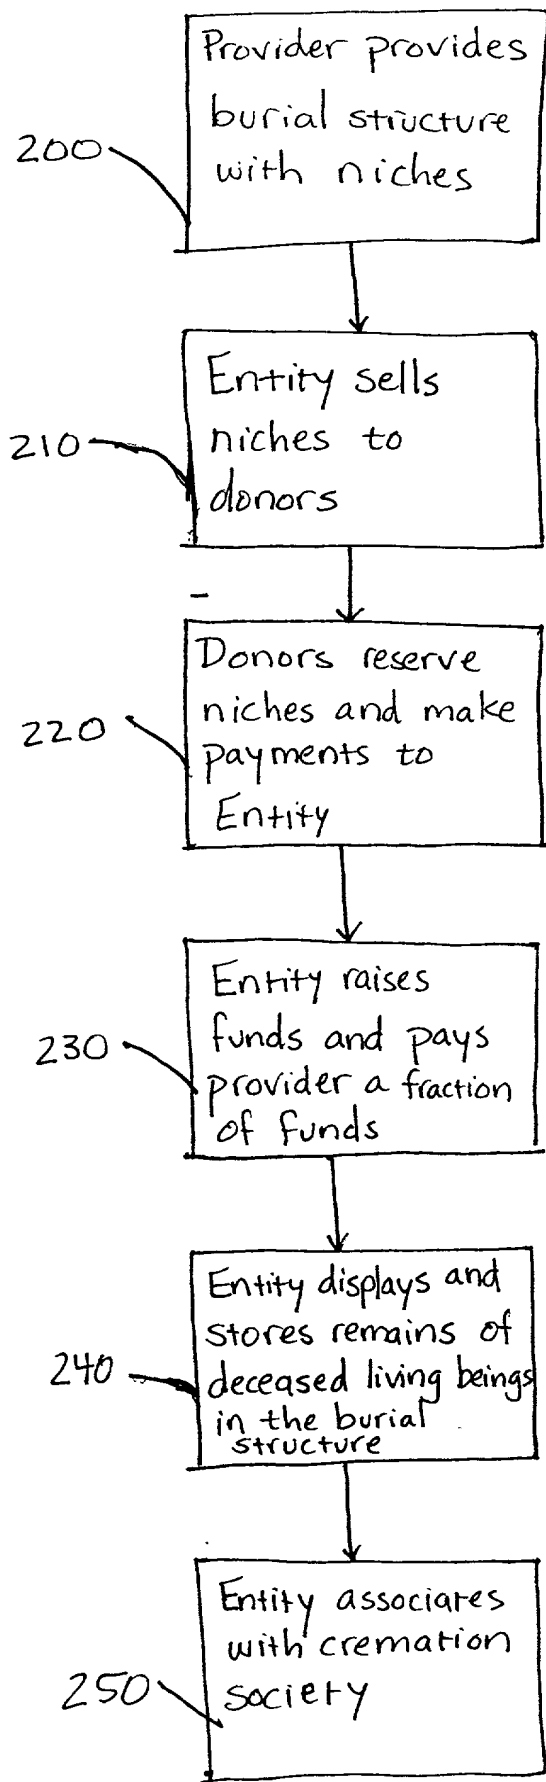 Provider provides
burial structure
with niches
200
Entity sells
niches to
donors
210
Donors reserve
niches and make
payments to
Entity
220
Entity raises
funds and pays
provider a fraction
of funds
230
Entity displays and
stores remains of
deceased living beings
in the burial
structure
240
Entity associates
with cremation
society
250